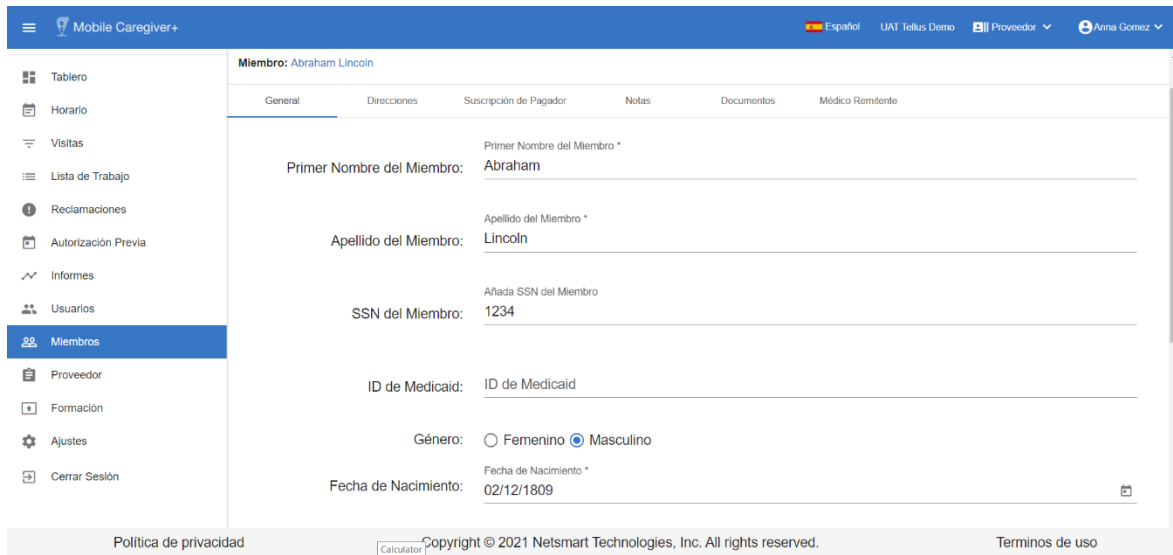 Mobile Caregiver+
Español
UAT Tellus Demo
Proveedor
Anna Gomez
Tablero
Horario
Visitas
Lista de Trabajo
Reclamaciones
Autorización Previa
Informes
Usuarios
Miembros
Proveedor
Formación
Ajustes
Cerrar Sesión
Miembro: Abraham Lincoln
General
Direcciones
Suscripción de Pagador
Notas
Documentos
Médico Remitente
Primer Nombre del Miembro *
Primer Nombre del Miembro: Abraham
Apellido del Miembro *
Apellido del Miembro: Lincoln
Añada SSN del Miembro
SSN del Miembro: 1234
ID de Medicaid: ID de Medicaid
Género: Femenino Masculino
Fecha de Nacimiento *
Fecha de Nacimiento: 02/12/1809
Política de privacidad
Calculator
Copyright © 2021 Netsmart Technologies, Inc. All rights reserved.
Terminos de uso